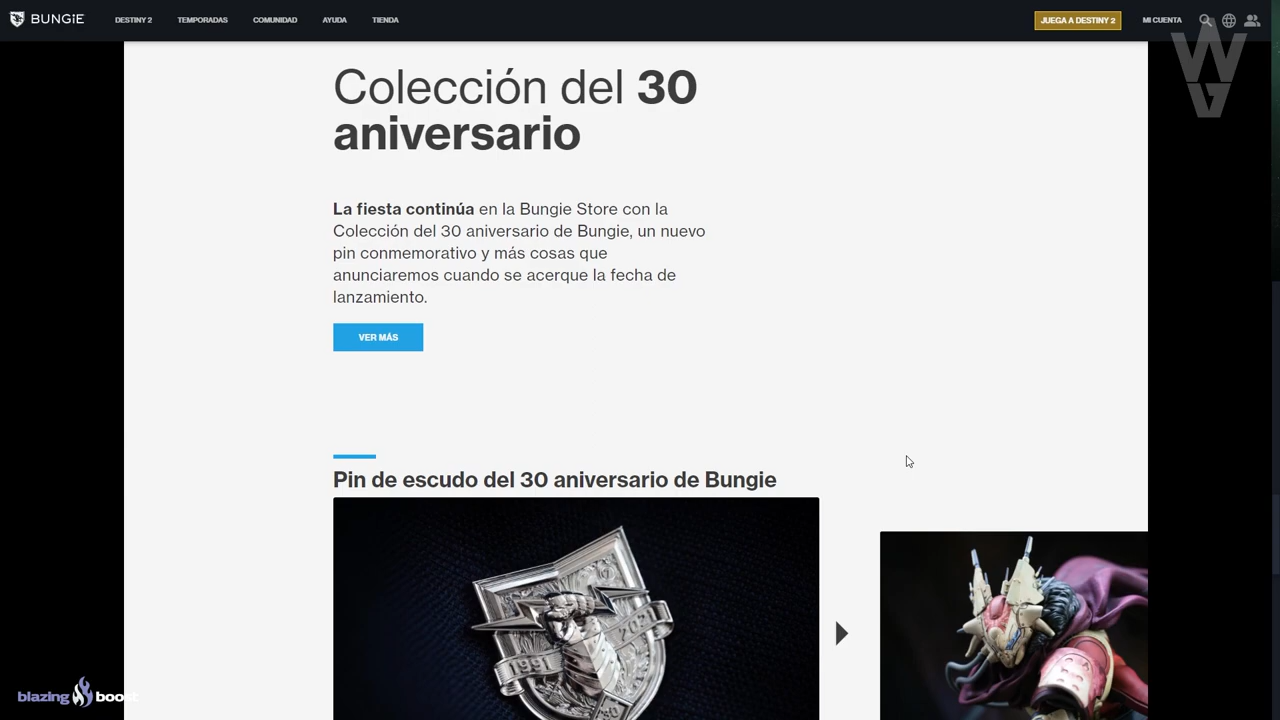 BUNGiE
DESTINY 2
TEMPORADAS
COMUNIDAD
AYUDA
TIENDA
JUEGA A DESTINY 2
MI CUENTA
Colección del 30
aniversario
La fiesta continúa en la Bungie Store con la
Colección del 30 aniversario de Bungie, un nuevo
pin conmemorativo y más cosas que
anunciaremos cuando se acerque la fecha de
lanzamiento.
VER MÁS
Pin de escudo del 30 aniversario de Bungie
1991
2021
blazing boost